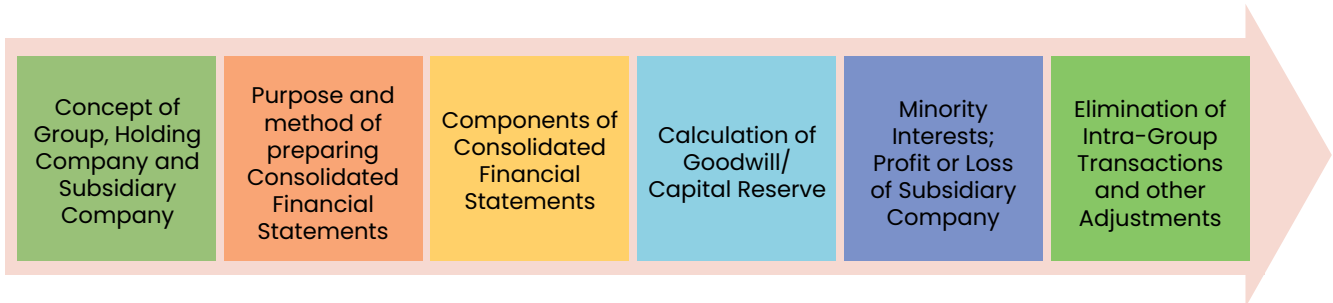 Concept of
Group, Holding
Company and
Subsidiary
Company
Purpose and
method of
preparing
Consolidated
Financial
Statements
Components of
Consolidated
Financial
Statements
Calculation of
Goodwill/
Capital Reserve
Minority
Interests;
Profit or Loss
of Subsidiary
Company
Elimination of
Intra-Group
Transactions
and other
Adjustments